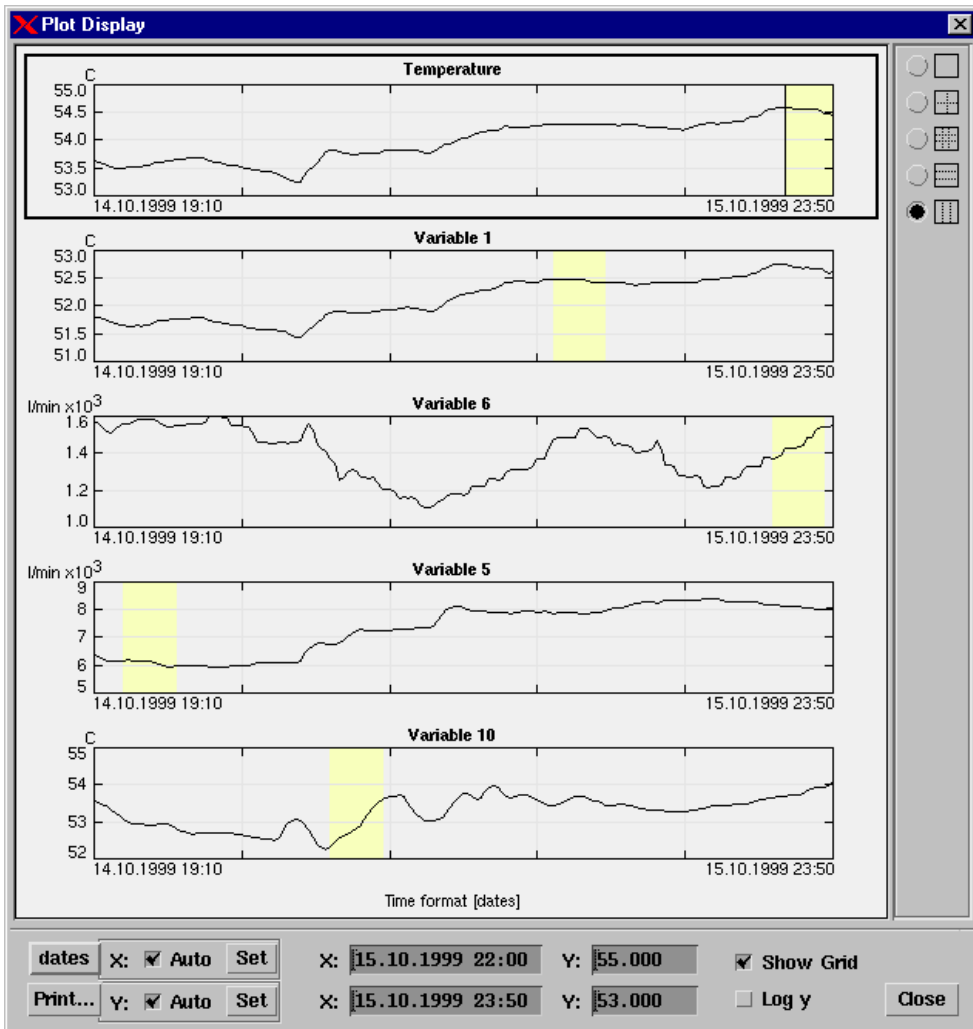 Plot Display
Temperature
C
55.0
54.5
54.0
53.5
53.0
14.10.1999 19:10 15.10.1999 23:50
Variable 1
C
53.0
52.5
52.0
51.5
51.0
14.10.1999 19:10 15.10.1999 23:50
Variable 6
l/min x10³
1.6
1.4
1.2
1.0
14.10.1999 19:10 15.10.1999 23:50
Variable 5
l/min x10³
9
8
7
6
5
14.10.1999 19:10 15.10.1999 23:50
Variable 10
C
55
54
53
52
14.10.1999 19:10 15.10.1999 23:50
Time format [dates]
dates X: Auto Set X: 15.10.1999 22:00 Y: 55.000 Show Grid
Print... Y: Auto Set X: 15.10.1999 23:50 Y: 53.000 Log y Close